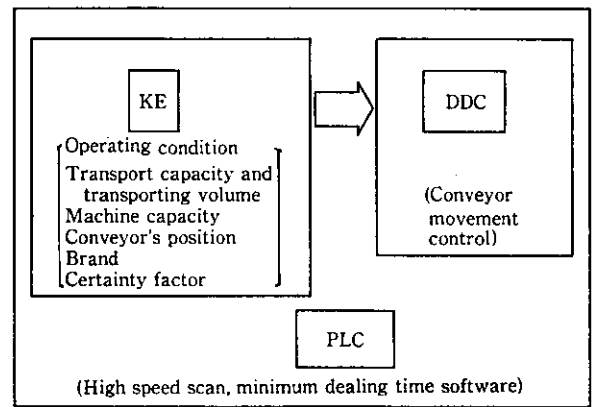 KE
Operating condition
Transport capacity and
transporting volume
Machine capacity
Conveyor's position
Brand
Certainty factor
DDC
(Conveyor
movement
control)
PLC
(High speed scan, minimum dealing time software)